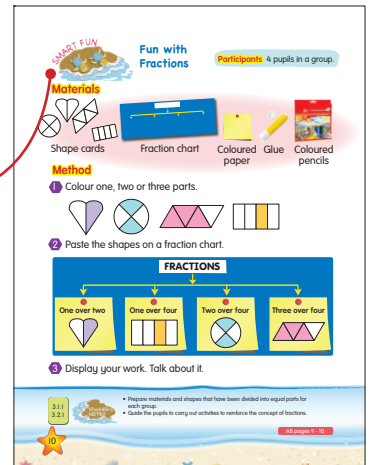 SMART FUN
Fun with
Fractions
Participants 4 pupils in a group.
Materials
Shape cards
Fraction chart
Coloured
paper
Glue
Coloured
pencils
Method
1 Colour one, two or three parts.
2 Paste the shapes on a fraction chart.
FRACTIONS
One over two
One over four
Two over four
Three over four
3 Display your work. Talk about it.
3.1.1
3.2.1
TEACHER'S
NOTES
• Prepare materials and shapes that have been divided into equal parts for
each group.
• Guide the pupils to carry out activities to reinforce the concept of fractions.
AB pages 9 - 10
10